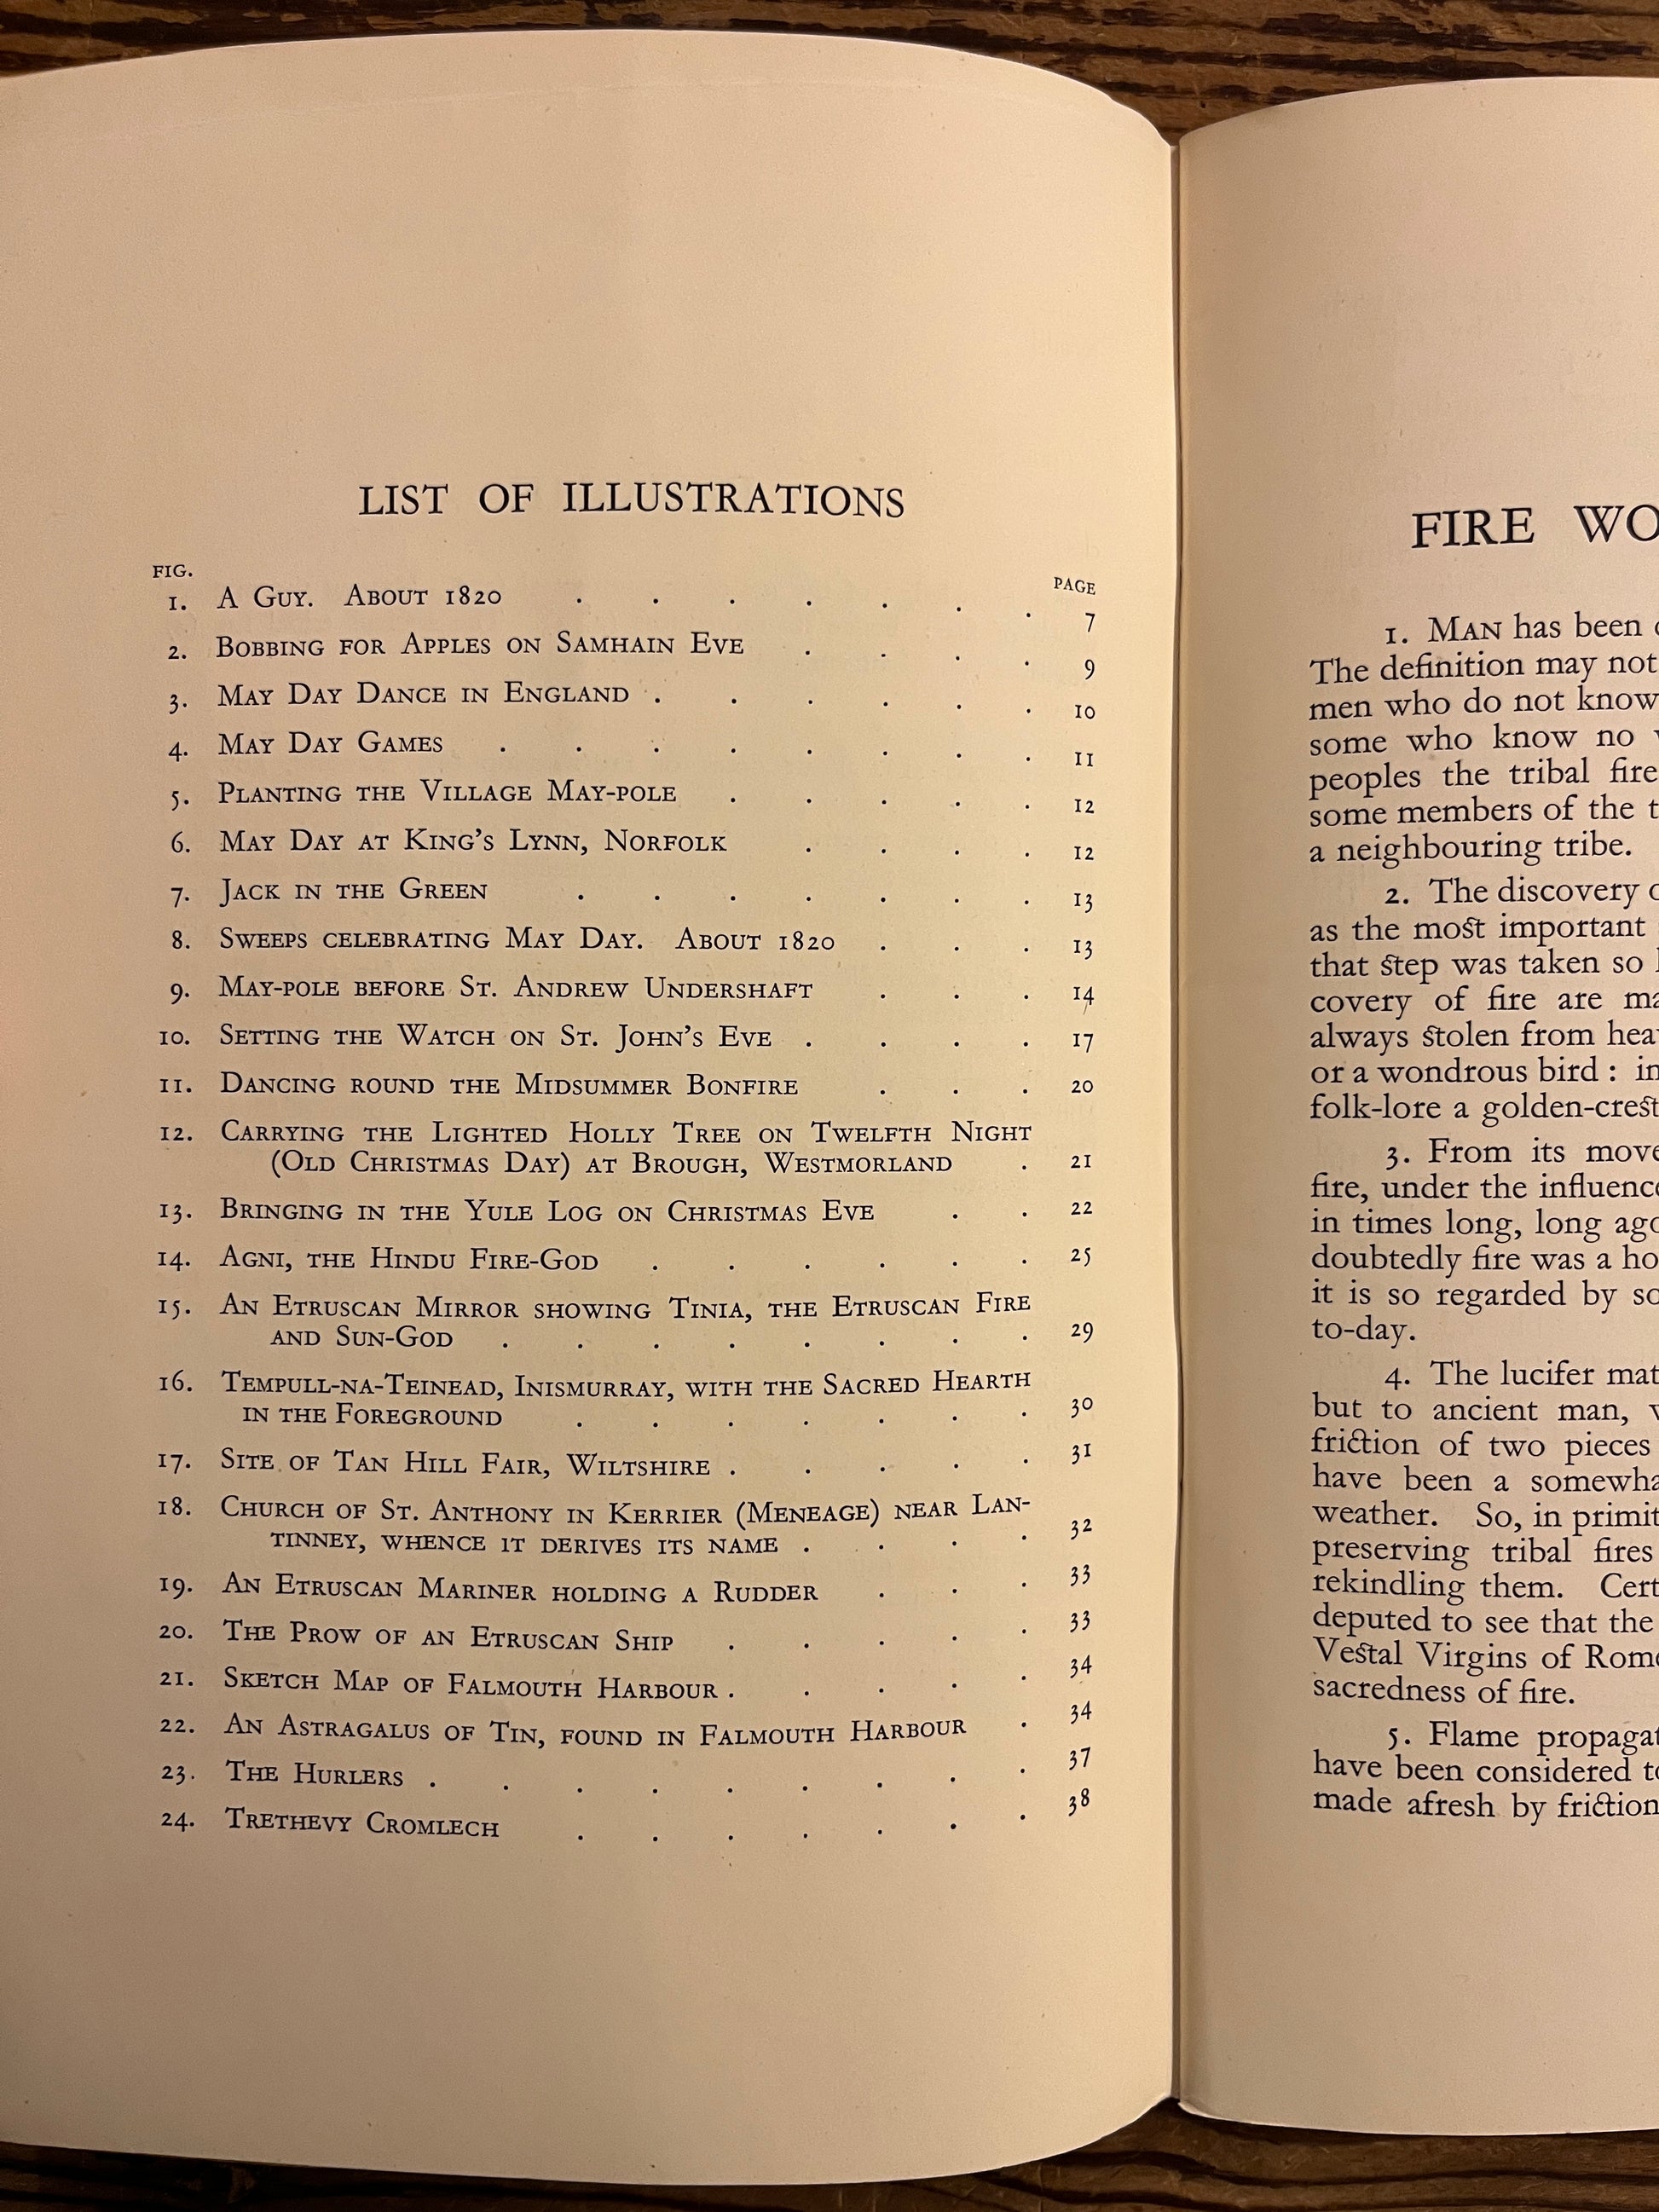 LIST OF ILLUSTRATIONS
FIG. PAGE
1. A Guy. About 1820 . . . . . . . 7
2. Bobbing for Apples on Samhain Eve . . . . 9
3. May Day Dance in England . . . . . . 10
4. May Day Games . . . . . . . . 11
5. Planting the Village May-pole . . . . . 12
6. May Day at King's Lynn, Norfolk . . . . 12
7. Jack in the Green . . . . . . . 13
8. Sweeps celebrating May Day. About 1820 . . . 13
9. May-pole before St. Andrew Undershaft . . . 14
10. Setting the Watch on St. John's Eve . . . . 17
11. Dancing round the Midsummer Bonfire . . . 20
12. Carrying the Lighted Holly Tree on Twelfth Night
(Old Christmas Day) at Brough, Westmorland . 21
13. Bringing in the Yule Log on Christmas Eve . . 22
14. Agni, the Hindu Fire-God . . . . . . 25
15. An Etruscan Mirror showing Tinia, the Etruscan Fire
and Sun-God . . . . . . . . 29
16. Tempull-na-Teinead, Inismurray, with the Sacred Hearth
in the Foreground . . . . . . . 30
17. Site of Tan Hill Fair, Wiltshire . . . . . 31
18. Church of St. Anthony in Kerrier (Meneage) near Lan-
tinney, whence it derives its name . . . . 32
19. An Etruscan Mariner holding a Rudder . . . 33
20. The Prow of an Etruscan Ship . . . . . 33
21. Sketch Map of Falmouth Harbour . . . . . 34
22. An Astragalus of Tin, found in Falmouth Harbour . 34
23. The Hurlers . . . . . . . . . 37
24. Trethevy Cromlech . . . . . . . 38
FIRE
1. Man has been
The definition may not
men who do not know
some who know no
peoples the tribal fire
some members of the
a neighbouring tribe.
2. The discovery
as the most important
that step was taken so
covery of fire are
always stolen from
or a wondrous bird :
folk-lore a
3. From its
fire, under the
in times long, long
doubtedly fire was a
it is so regarded by
to-day.
4. The lucifer
but to ancient man,
friction of two pieces
have been a
weather. So, in
preserving tribal fires
rekindling them.
deputed to see that the
Vestal Virgins of
sacredness of fire.
5. Flame
have been considered
made afresh by friction